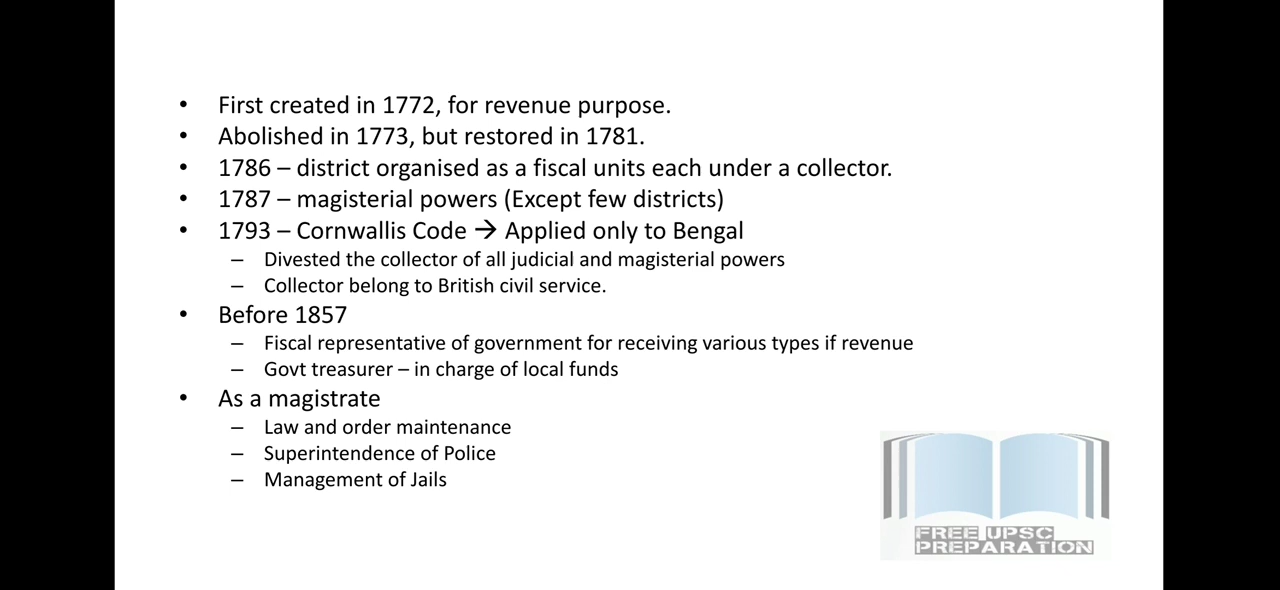 • First created in 1772, for revenue purpose.
• Abolished in 1773, but restored in 1781.
• 1786 – district organised as a fiscal units each under a collector.
• 1787 – magisterial powers (Except few districts)
• 1793 – Cornwallis Code → Applied only to Bengal
– Divested the collector of all judicial and magisterial powers
– Collector belong to British civil service.
• Before 1857
– Fiscal representative of government for receiving various types if revenue
– Govt treasurer – in charge of local funds
• As a magistrate
– Law and order maintenance
– Superintendence of Police
– Management of Jails
FREE UPSC
PREPARATION